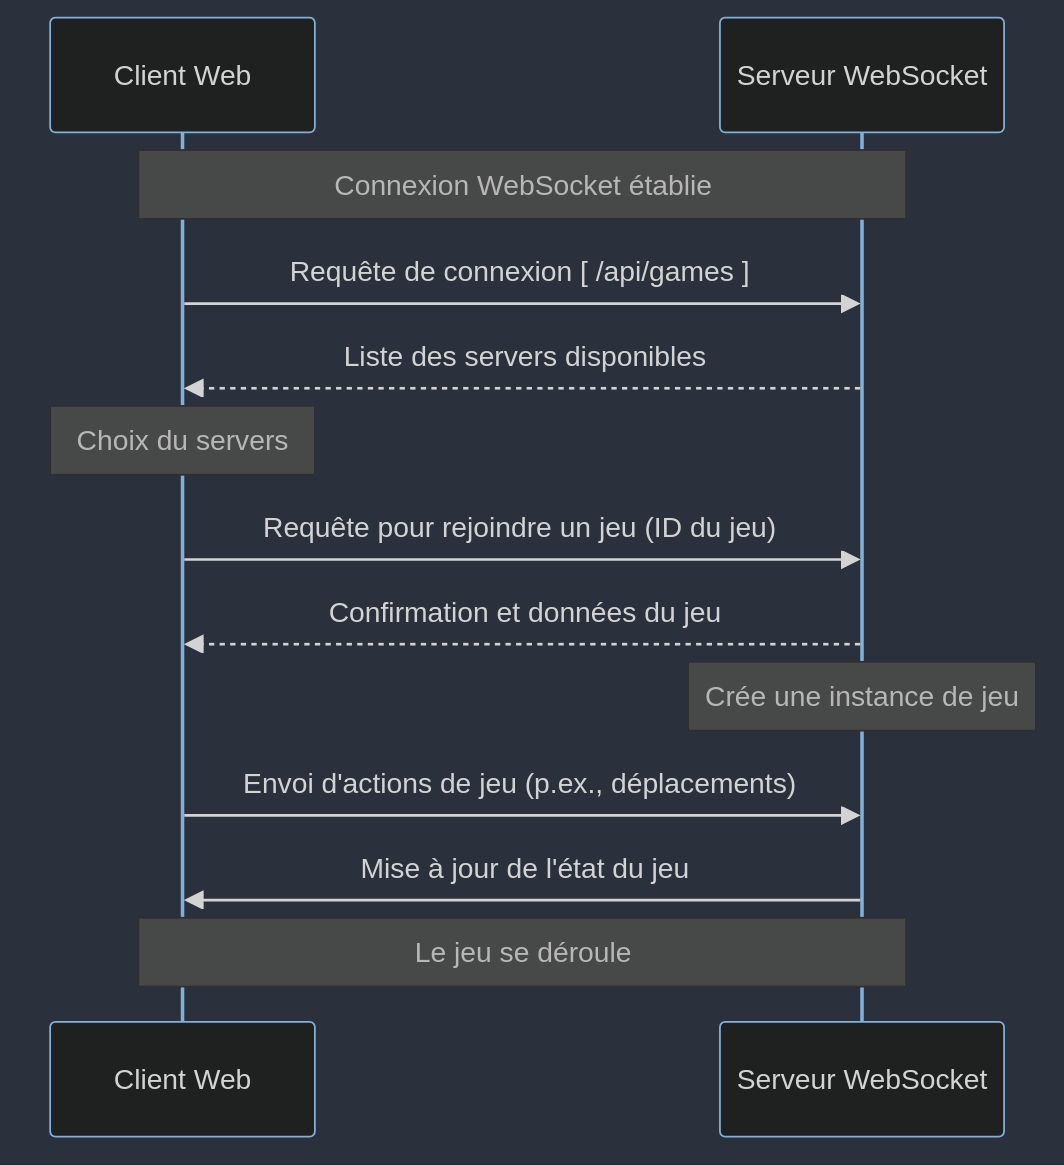 Client Web
Serveur WebSocket
Connexion WebSocket établie
Requête de connexion [ /api/games ]
Liste des servers disponibles
Choix du servers
Requête pour rejoindre un jeu (ID du jeu)
Confirmation et données du jeu
Crée une instance de jeu
Envoi d'actions de jeu (p.ex., déplacements)
Mise à jour de l'état du jeu
Le jeu se déroule
Client Web
Serveur WebSocket